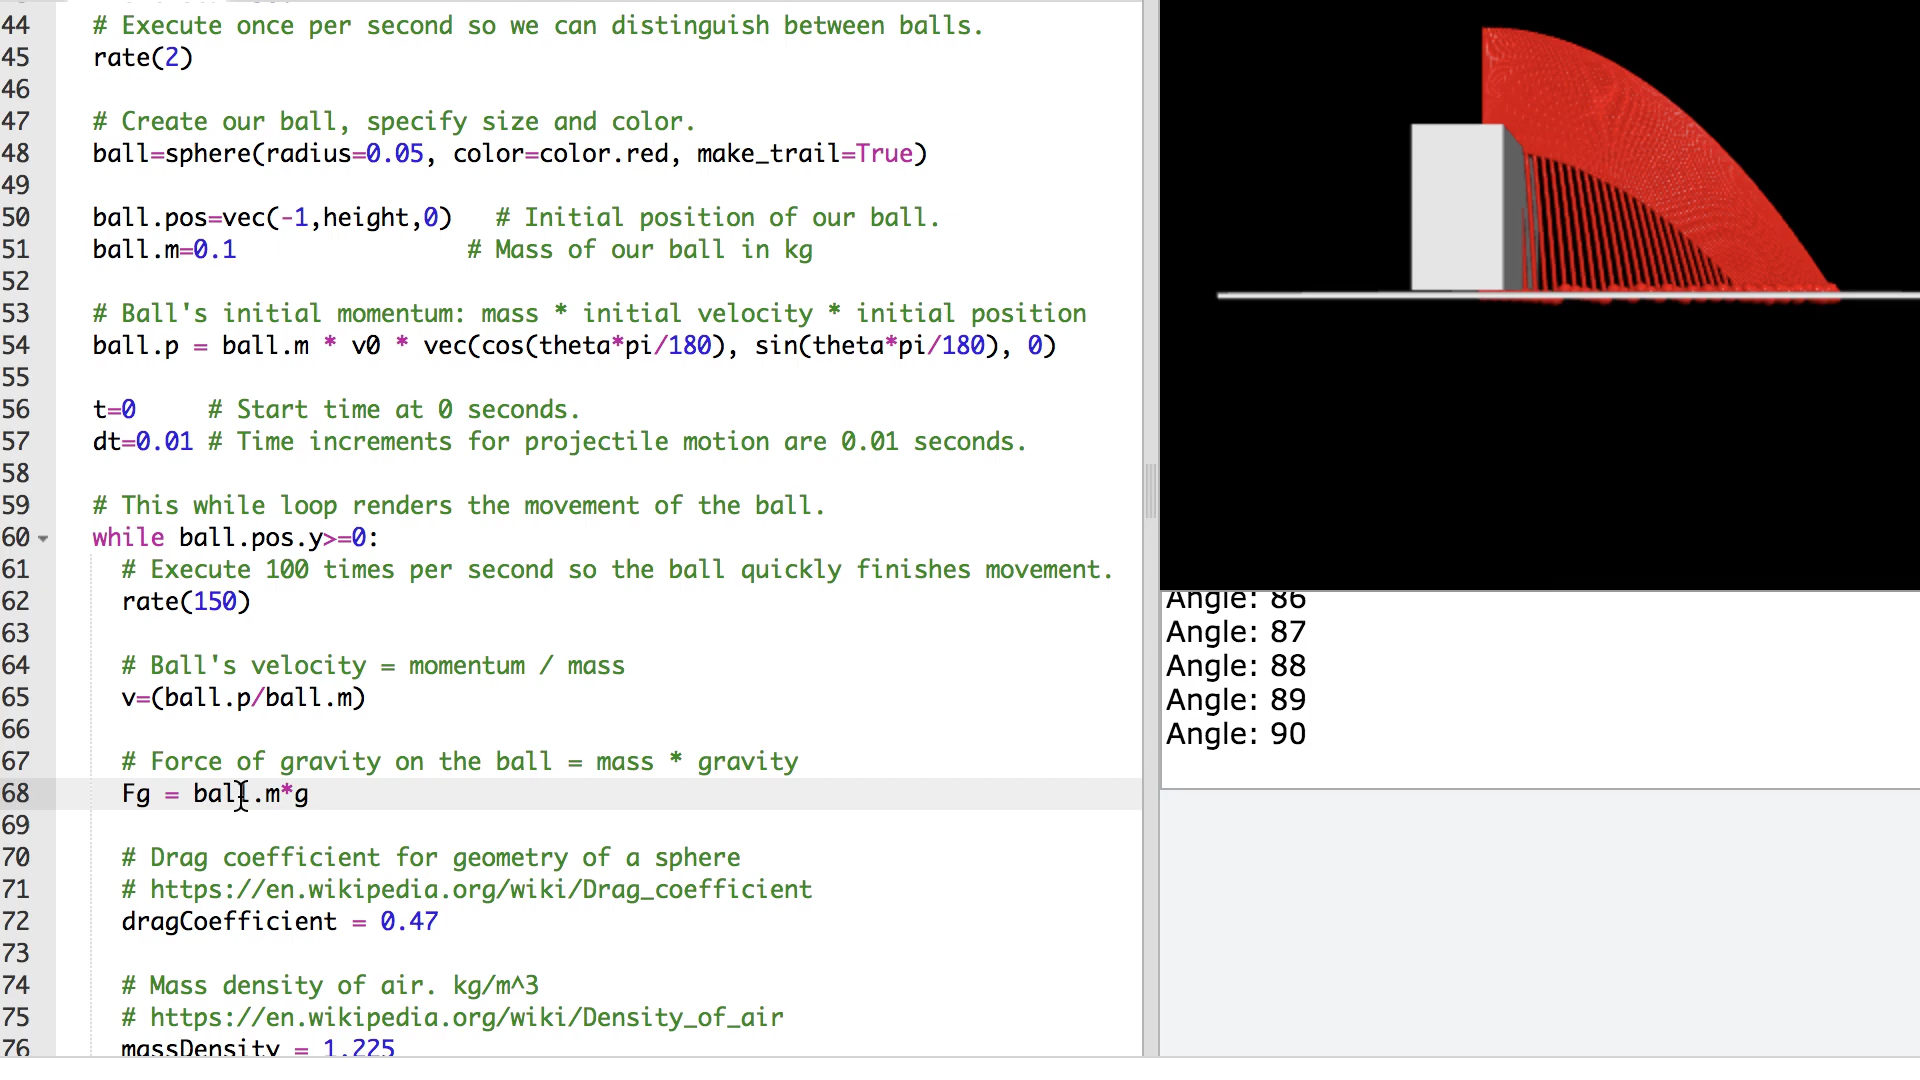 44 # Execute once per second so we can distinguish between balls.
45 rate(2)
46
47 # Create our ball, specify size and color.
48 ball=sphere(radius=0.05, color=color.red, make_trail=True)
49
50 ball.pos=vec(-1,height,0)   # Initial position of our ball.
51 ball.m=0.1                # Mass of our ball in kg
52
53 # Ball's initial momentum: mass * initial velocity * initial position
54 ball.p = ball.m * v0 * vec(cos(theta*pi/180), sin(theta*pi/180), 0)
55
56 t=0     # Start time at 0 seconds.
57 dt=0.01 # Time increments for projectile motion are 0.01 seconds.
58
59 # This while loop renders the movement of the ball.
60 while ball.pos.y>=0:
61   # Execute 100 times per second so the ball quickly finishes movement.
62   rate(150)
63
64   # Ball's velocity = momentum / mass
65   v=(ball.p/ball.m)
66
67   # Force of gravity on the ball = mass * gravity
68   Fg = ball.m*g
69
70   # Drag coefficient for geometry of a sphere
71   # https://en.wikipedia.org/wiki/Drag_coefficient
72   dragCoefficient = 0.47
73
74   # Mass density of air. kg/m^3
75   # https://en.wikipedia.org/wiki/Density_of_air
76   massDensity = 1.225
Angle: 86
Angle: 87
Angle: 88
Angle: 89
Angle: 90